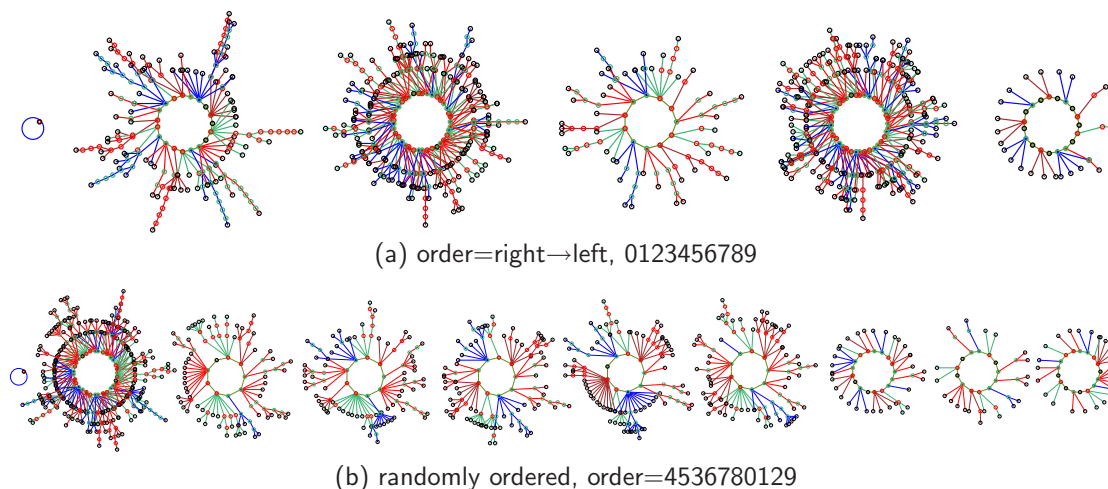 (a) order=right→left, 0123456789
(b) randomly ordered, order=4536780129